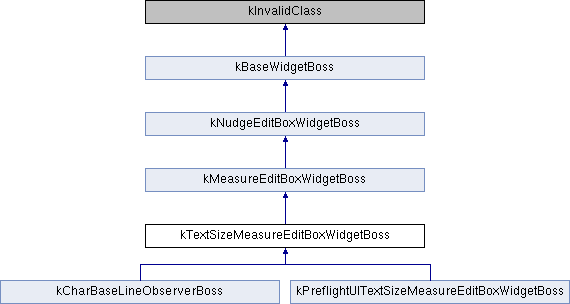 kInvalidClass
kBaseWidgetBoss
kNudgeEditBoxWidgetBoss
kMeasureEditBoxWidgetBoss
kTextSizeMeasureEditBoxWidgetBoss
kCharBaseLineObserverBoss
kPreflightUITextSizeMeasureEditBoxWidgetBoss